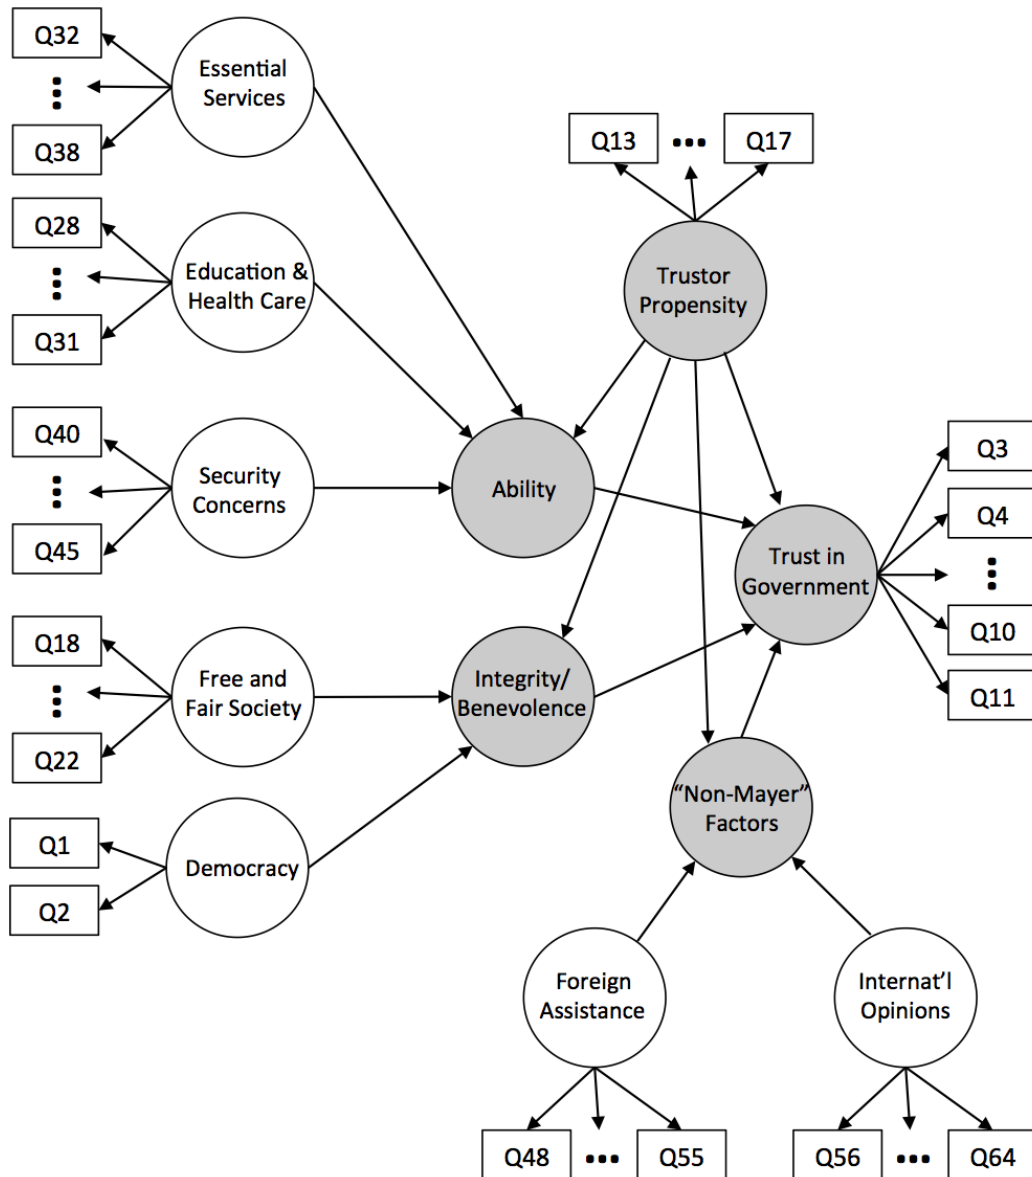 Q32
Essential
Services
Q38
Q13
Q17
Q28
Education &
Health Care
Q31
Trustor
Propensity
Q40
Security
Concerns
Q45
Ability
Q3
Q4
Trust in
Government
Q10
Q11
Q18
Free and
Fair Society
Q22
Integrity/
Benevolence
“Non-Mayer”
Factors
Q1
Q2
Democracy
Foreign
Assistance
Internat’l
Opinions
Q48
Q55
Q56
Q64